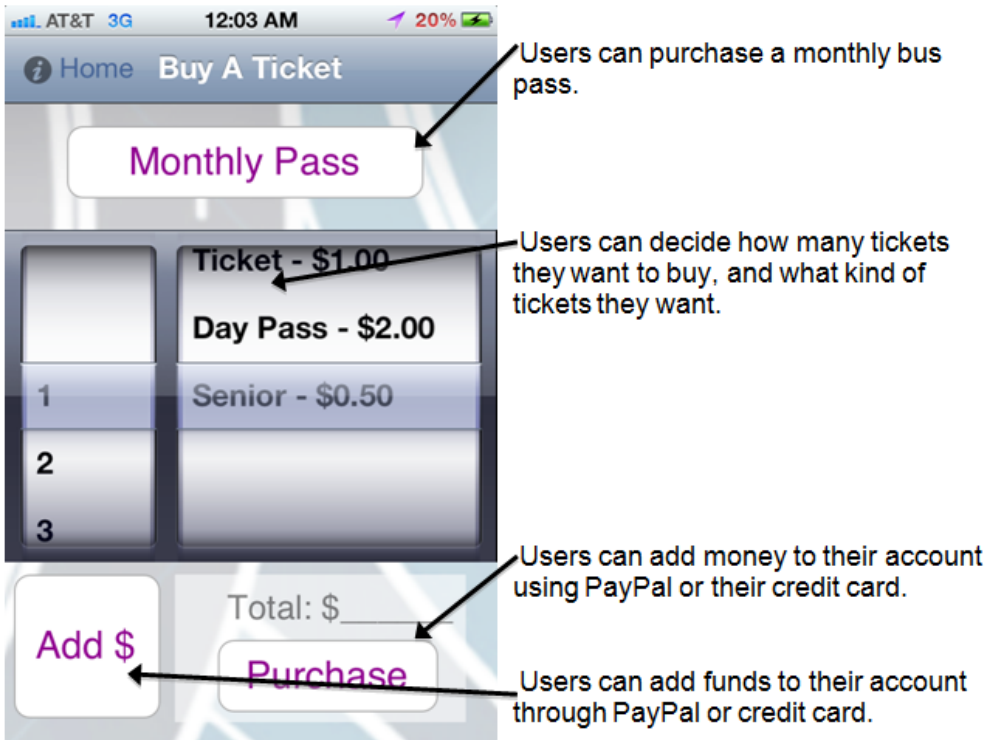 AT&T 3G 12:03 AM 20%
Home Buy A Ticket
Monthly Pass
Users can purchase a monthly bus
pass.
Ticket - $1.00
Day Pass - $2.00
1 Senior - $0.50
2
3
Users can decide how many tickets
they want to buy, and what kind of
tickets they want.
Total: $______
Add $
Purchase
Users can add money to their account
using PayPal or their credit card.
Users can add funds to their account
through PayPal or credit card.